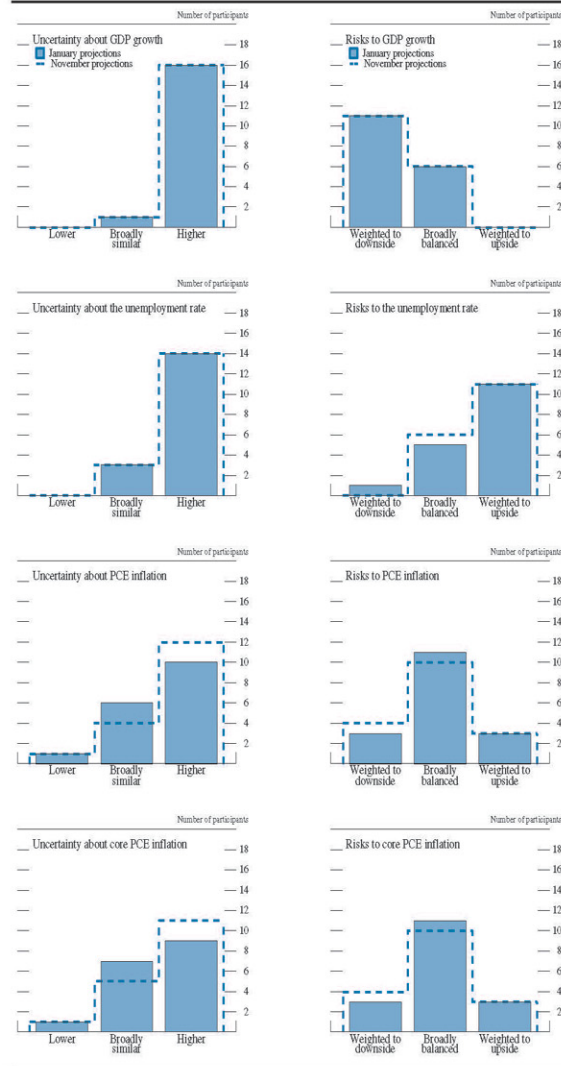 Number of participants
Uncertainty about GDP growth
January projections
November projections
18
16
14
12
10
8
6
4
2
Lower Broadly similar Higher
Number of participants
Risks to GDP growth
January projections
November projections
18
16
14
12
10
8
6
4
2
Weighted to downside Broadly balanced Weighted to upside
Number of participants
Uncertainty about the unemployment rate
18
16
14
12
10
8
6
4
2
Lower Broadly similar Higher
Number of participants
Risks to the unemployment rate
18
16
14
12
10
8
6
4
2
Weighted to downside Broadly balanced Weighted to upside
Number of participants
Uncertainty about PCE inflation
18
16
14
12
10
8
6
4
2
Lower Broadly similar Higher
Number of participants
Risks to PCE inflation
18
16
14
12
10
8
6
4
2
Weighted to downside Broadly balanced Weighted to upside
Number of participants
Uncertainty about core PCE inflation
18
16
14
12
10
8
6
4
2
Lower Broadly similar Higher
Number of participants
Risks to core PCE inflation
18
16
14
12
10
8
6
4
2
Weighted to downside Broadly balanced Weighted to upside